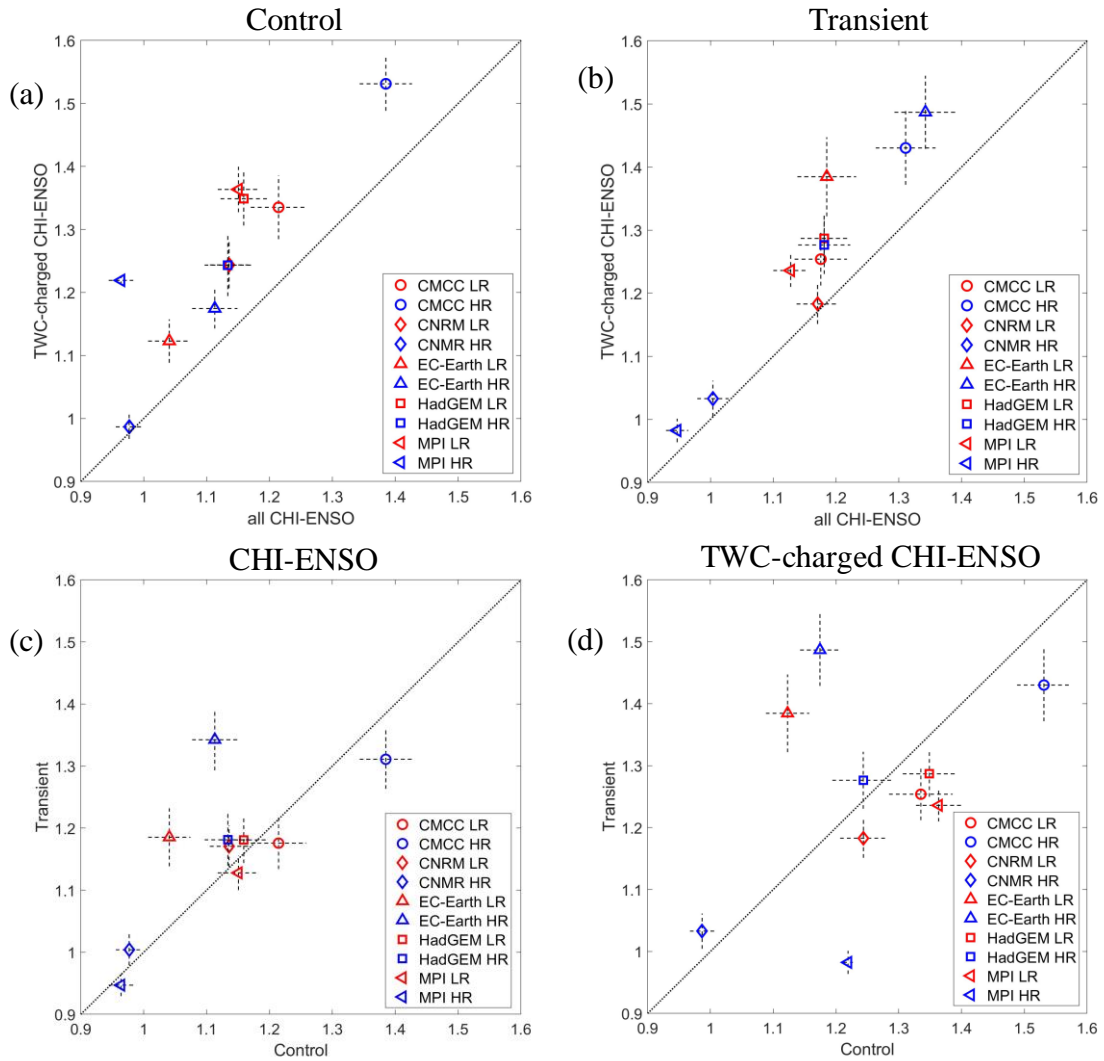 Control
(a)
1.6
1.5
1.4
1.3
1.2
1.1
1
0.9
TWC-charged CHI-ENSO
CMCC LR
CMCC HR
CNRM LR
CNMR HR
EC-Earth LR
EC-Earth HR
HadGEM LR
HadGEM HR
MPI LR
MPI HR
0.9 1 1.1 1.2 1.3 1.4 1.5 1.6
all CHI-ENSO
Transient
(b)
1.6
1.5
1.4
1.3
1.2
1.1
1
0.9
TWC-charged CHI-ENSO
CMCC LR
CMCC HR
CNRM LR
CNMR HR
EC-Earth LR
EC-Earth HR
HadGEM LR
HadGEM HR
MPI LR
MPI HR
0.9 1 1.1 1.2 1.3 1.4 1.5 1.6
all CHI-ENSO
CHI-ENSO
(c)
1.6
1.5
1.4
1.3
1.2
1.1
1
0.9
Transient
CMCC LR
CMCC HR
CNRM LR
CNMR HR
EC-Earth LR
EC-Earth HR
HadGEM LR
HadGEM HR
MPI LR
MPI HR
0.9 1 1.1 1.2 1.3 1.4 1.5 1.6
Control
TWC-charged CHI-ENSO
(d)
1.6
1.5
1.4
1.3
1.2
1.1
1
0.9
Transient
CMCC LR
CMCC HR
CNRM LR
CNMR HR
EC-Earth LR
EC-Earth HR
HadGEM LR
HadGEM HR
MPI LR
MPI HR
0.9 1 1.1 1.2 1.3 1.4 1.5 1.6
Control